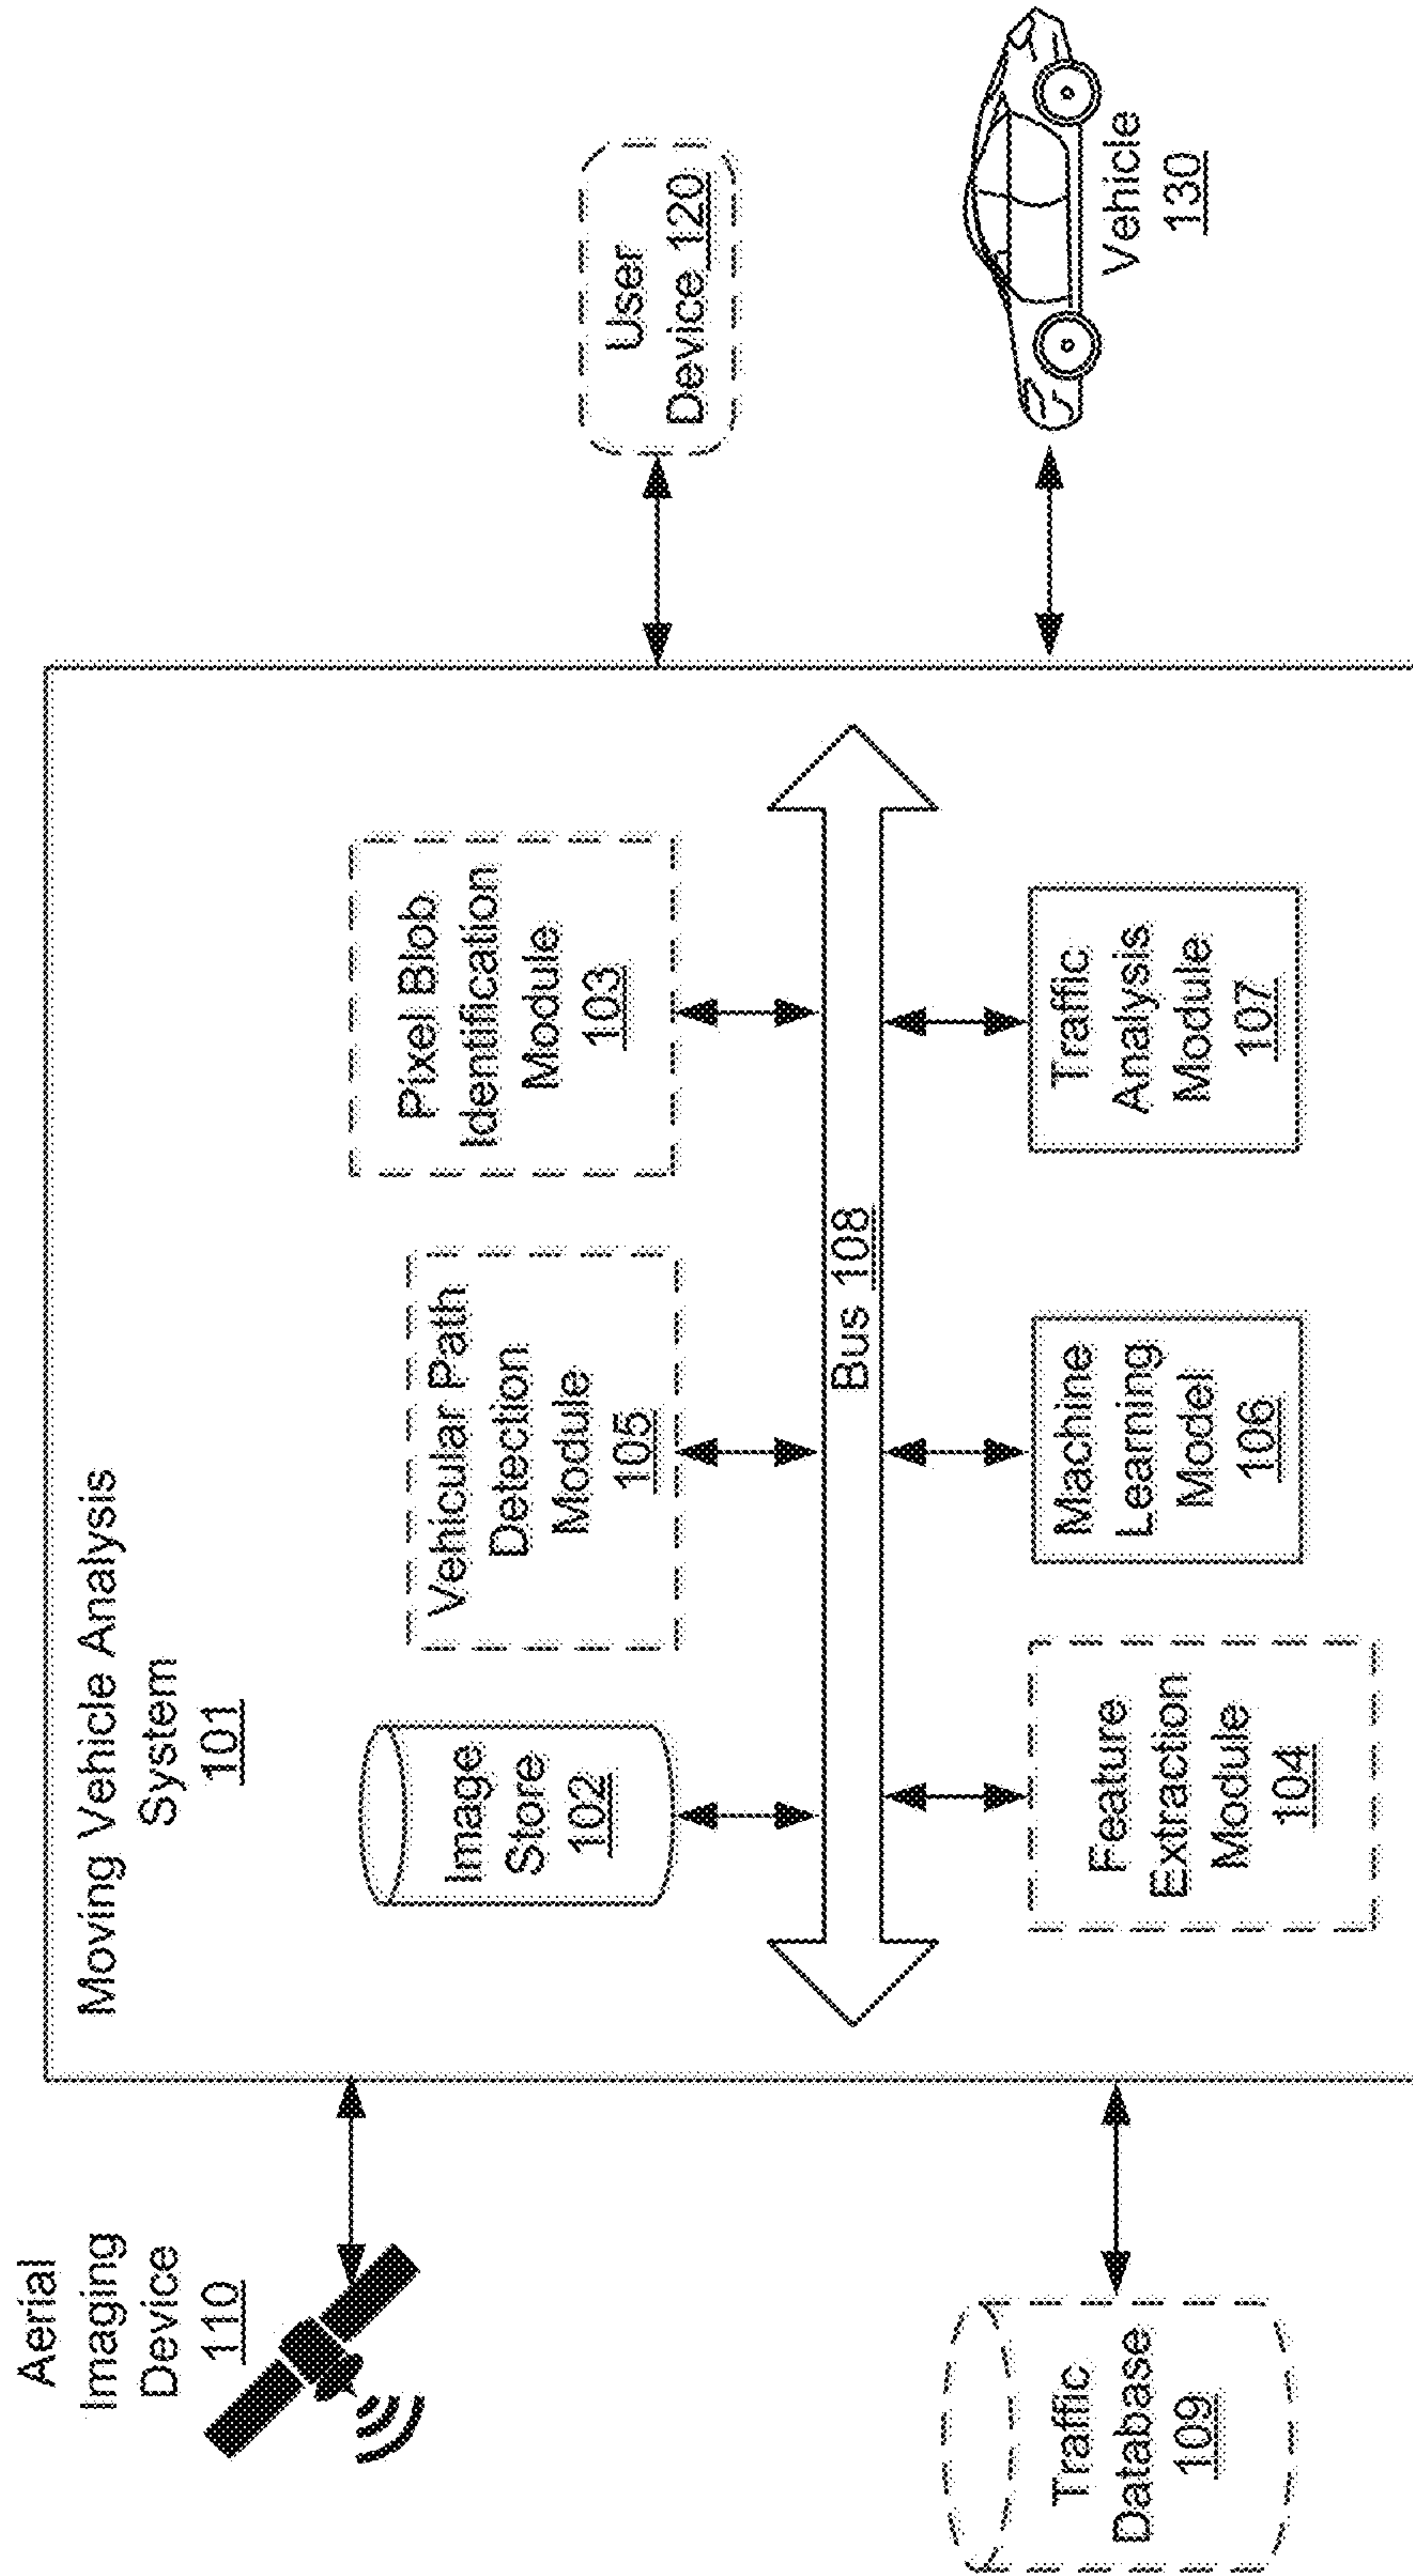 Aerial
Imaging
Device
110
Moving Vehicle Analysis
System
101
Image
Store
102
Vehicular Path
Detection
Module
105
Pixel Blob
Identification
Module
103
User
Device 120
Bus 108
Traffic
Database
109
Feature
Extraction
Module
104
Machine
Learning
Model
106
Traffic
Analysis
Module
107
Vehicle
130